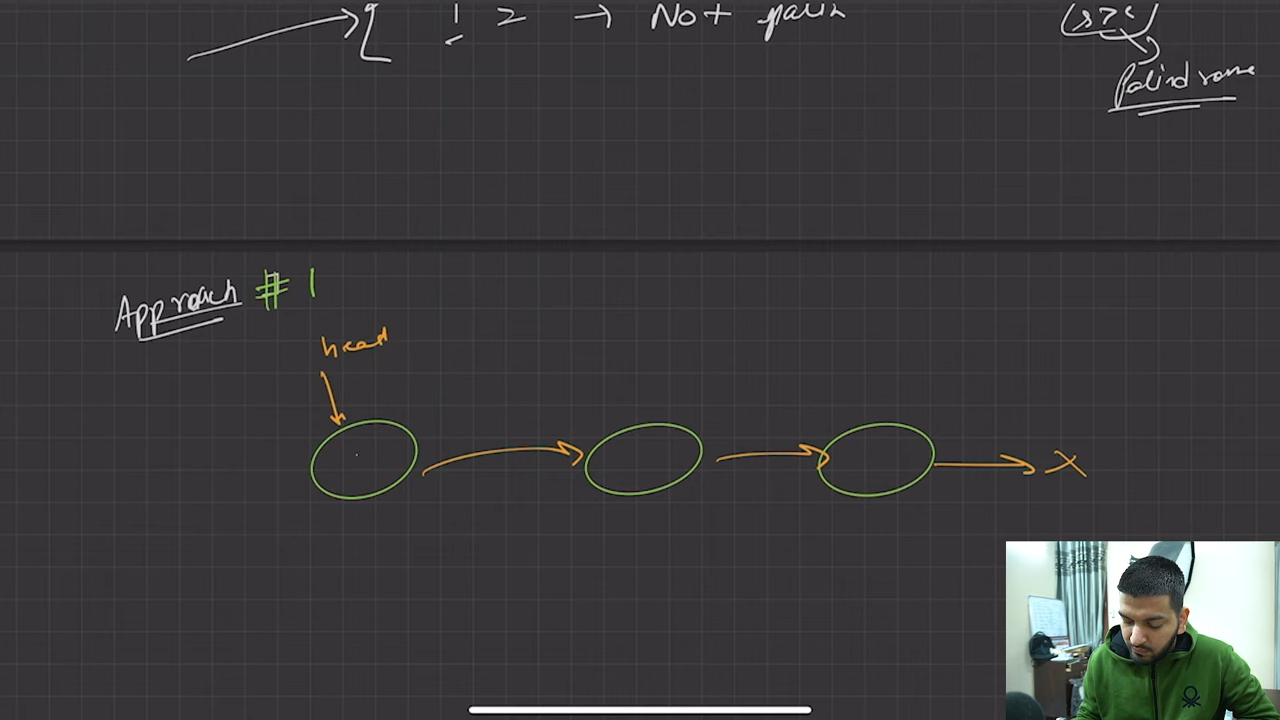 [ 1 2 → Not palin
Palindrome
Approach # 1
head
X